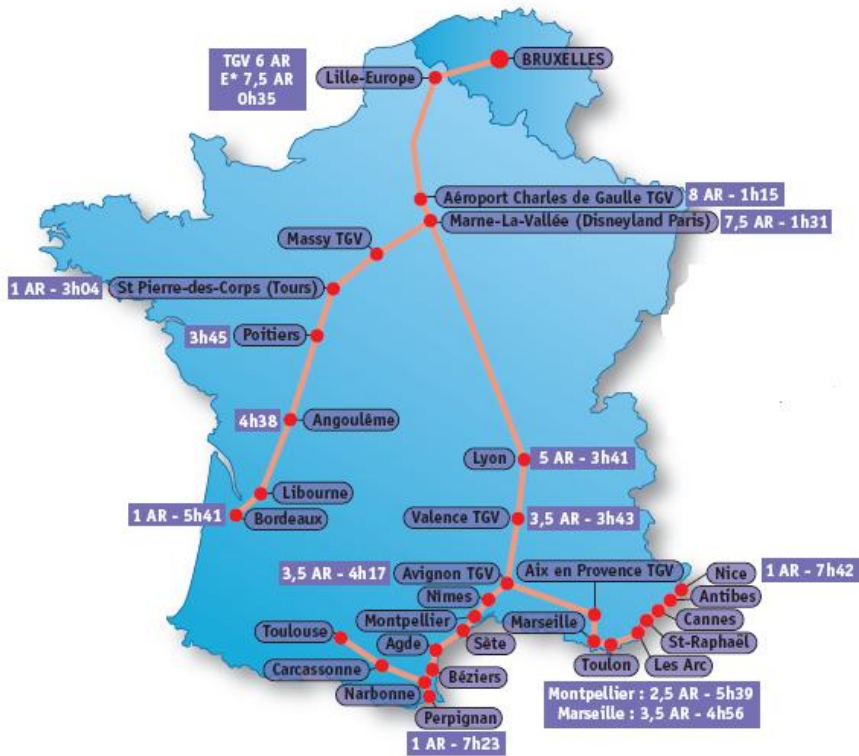 TGV 6 AR
E* 7,5 AR
0h35
BRUXELLES
Lille-Europe
Aéroport Charles de Gaulle TGV
8 AR - 1h15
Marne-La-Vallée (Disneyland Paris)
7,5 AR - 1h31
Massy TGV
1 AR - 3h04
St Pierre-des-Corps (Tours)
3h45
Poitiers
4h38
Angoulême
Lyon
5 AR - 3h41
Libourne
1 AR - 5h41
Bordeaux
Valence TGV
3,5 AR - 3h43
3,5 AR - 4h17
Avignon TGV
Aix en Provence TGV
Nice
1 AR - 7h42
Nimes
Antibes
Montpellier
Marseille
Cannes
Toulouse
Agde
Sète
St-Raphaël
Carcassonne
Toulon
Les Arc
Béziers
Narbonne
Perpignan
Montpellier : 2,5 AR - 5h39
Marseille : 3,5 AR - 4h56
1 AR - 7h23